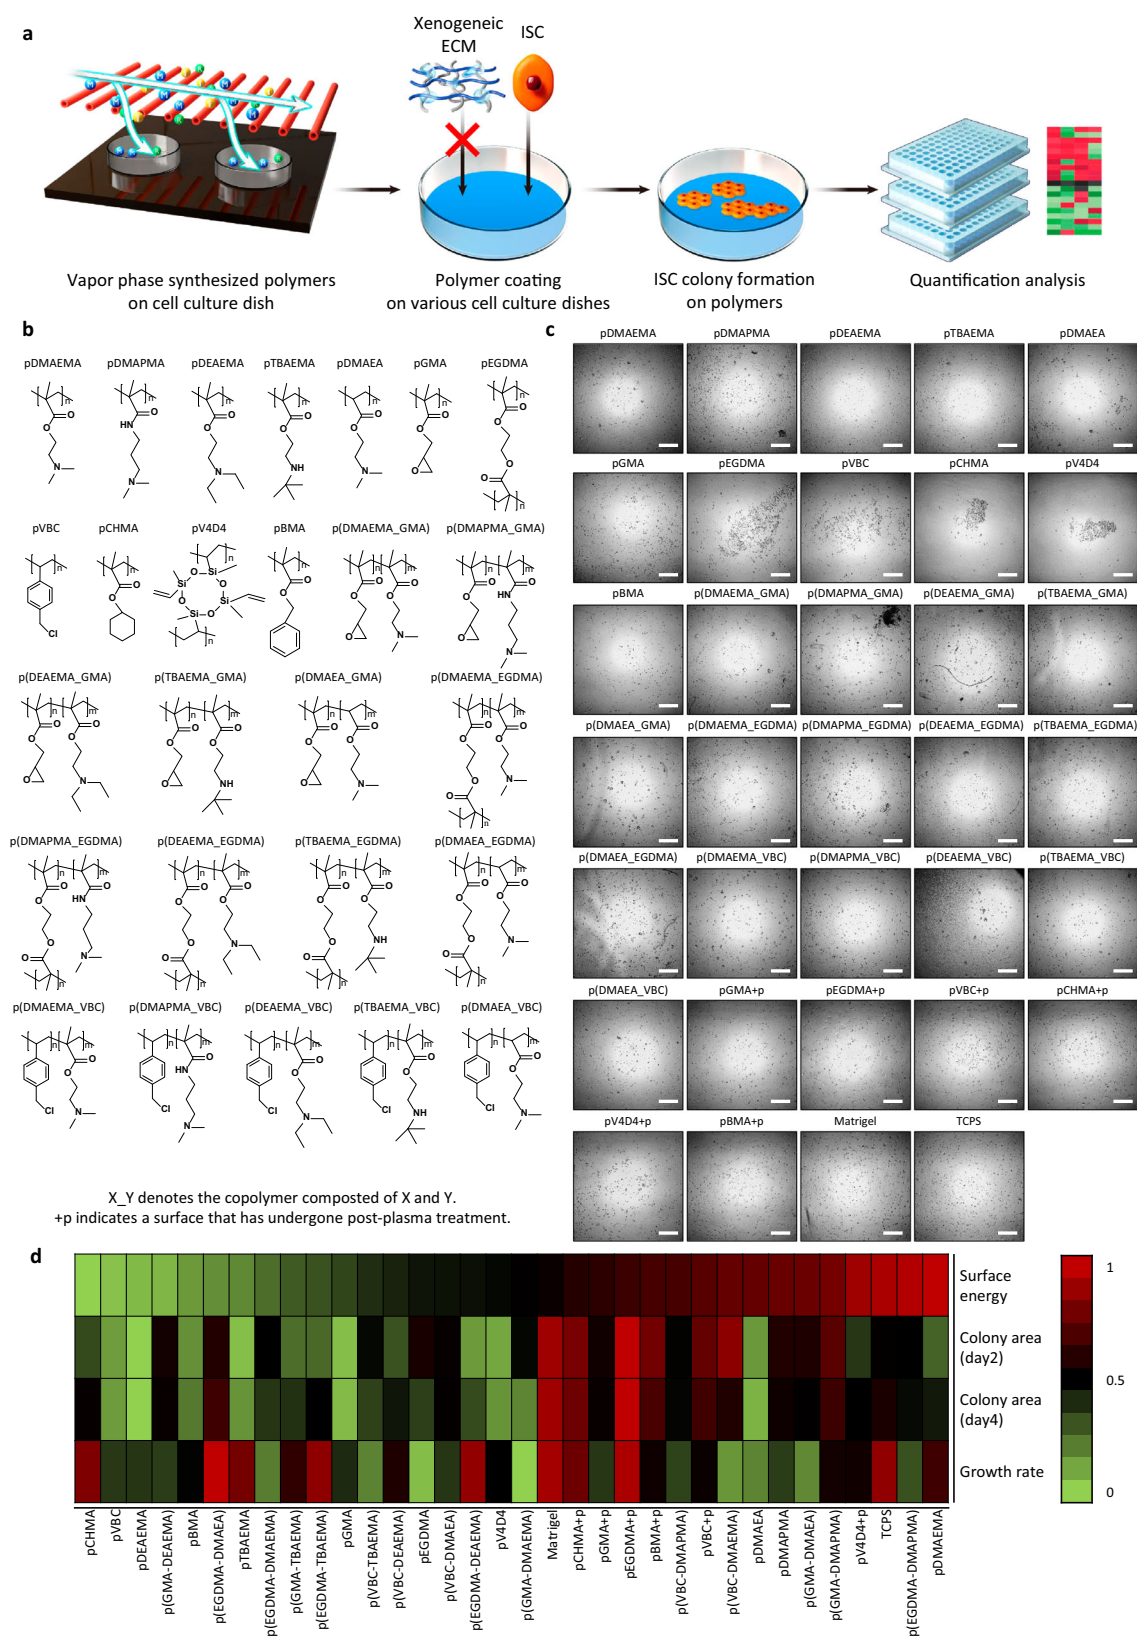 a
Xenogeneic
ECM
ISC
Vapor phase synthesized polymers
on cell culture dish
Polymer coating
on various cell culture dishes
ISC colony formation
on polymers
Quantification analysis
b
pDMAEMA pDMAPMA pDEAEMA pTBAEMA pDMAEA pGMA pEGDMA
pVBC pCHMA pV4D4 pBMA p(DMAEMA_GMA) p(DMAPMA_GMA)
p(DEAEMA_GMA) p(TBAEMA_GMA) p(DMAEA_GMA) p(DMAEMA_EGDMA)
p(DMAPMA_EGDMA) p(DEAEMA_EGDMA) p(TBAEMA_EGDMA) p(DMAEA_EGDMA)
p(DMAEMA_VBC) p(DMAPMA_VBC) p(DEAEMA_VBC) p(TBAEMA_VBC) p(DMAEA_VBC)
X_Y denotes the copolymer composted of X and Y.
+p indicates a surface that has undergone post-plasma treatment.
c
pDMAEMA pDMAPMA pDEAEMA pTBAEMA pDMAEA
pGMA pEGDMA pVBC pCHMA pV4D4
pBMA p(DMAEMA_GMA) p(DMAPMA_GMA) p(DEAEMA_GMA) p(TBAEMA_GMA)
p(DMAEA_GMA) p(DMAEMA_EGDMA) p(DMAPMA_EGDMA) p(DEAEMA_EGDMA) p(TBAEMA_EGDMA)
p(DMAEA_EGDMA) p(DMAEMA_VBC) p(DMAPMA_VBC) p(DEAEMA_VBC) p(TBAEMA_VBC)
p(DMAEA_VBC) pGMA+p pEGDMA+p pVBC+p pCHMA+p
pV4D4+p pBMA+p Matrigel TCPS
d
Surface
energy
Colony area
(day2)
Colony area
(day4)
Growth rate
1
0.5
0
pCHMA
pVBC
pDEAEMA
p(GMA-DEAEMA)
pBMA
p(EGDMA-DMAEA)
pTBAEMA
p(EGDMA-DMAEMA)
p(GMA-TBAEMA)
p(EGDMA-TBAEMA)
pGMA
p(VBC-TBAEMA)
p(VBC-DEAEMA)
pEGDMA
p(VBC-DMAEA)
p(EGDMA-DEAEMA)
pV4D4
p(GMA-DMAEMA)
Matrigel
pCHMA+p
pGMA+p
pEGDMA+p
pBMA+p
p(VBC-DMAPMA)
pVBC+p
p(VBC-DMAEMA)
pDMAEA
pDMAPMA
p(GMA-DMAEA)
p(GMA-DMAPMA)
pV4D4+p
TCPS
p(EGDMA-DMAPMA)
pDMAEMA